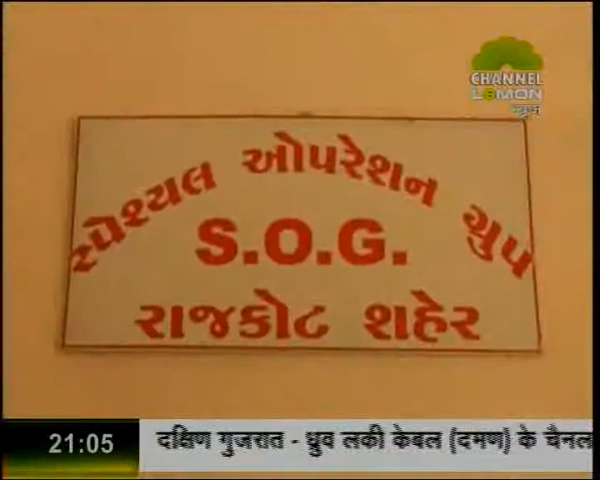 CHANNEL
LEMON
न्यूज़
સ્પેશ્યલ ઓપરેશન ગ્રુપ
S.O.G.
રાજકોટ શહેર
21:05 दक्षिण गुजरात - ध्रुव लकी केबल (दमण) के चैनल